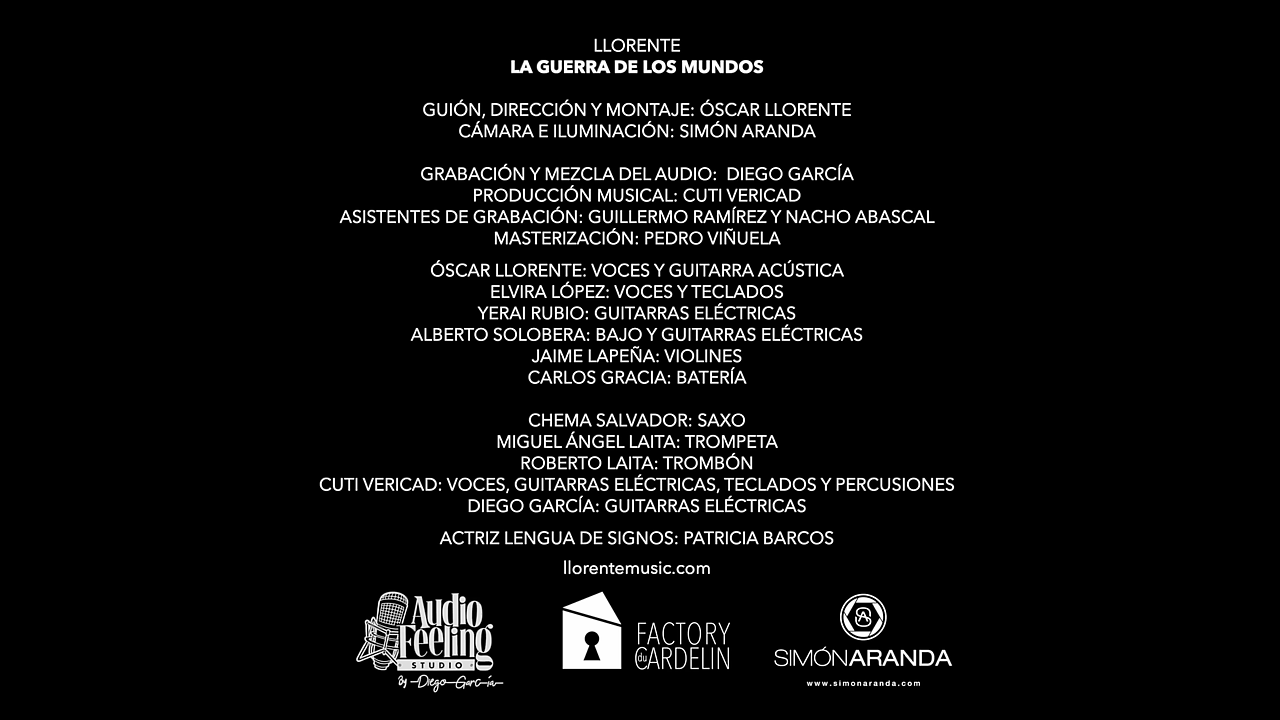 LLORENTE
LA GUERRA DE LOS MUNDOS
GUIÓN, DIRECCIÓN Y MONTAJE: ÓSCAR LLORENTE
CÁMARA E ILUMINACIÓN: SIMÓN ARANDA
GRABACIÓN Y MEZCLA DEL AUDIO: DIEGO GARCÍA
PRODUCCIÓN MUSICAL: CUTI VERICAD
ASISTENTES DE GRABACIÓN: GUILLERMO RAMÍREZ Y NACHO ABASCAL
MASTERIZACIÓN: PEDRO VIÑUELA
ÓSCAR LLORENTE: VOCES Y GUITARRA ACÚSTICA
ELVIRA LÓPEZ: VOCES Y TECLADOS
YERAI RUBIO: GUITARRAS ELÉCTRICAS
ALBERTO SOLOBERA: BAJO Y GUITARRAS ELÉCTRICAS
JAIME LAPEÑA: VIOLINES
CARLOS GRACIA: BATERÍA
CHEMA SALVADOR: SAXO
MIGUEL ÁNGEL LAITA: TROMPETA
ROBERTO LAITA: TROMBÓN
CUTI VERICAD: VOCES, GUITARRAS ELÉCTRICAS, TECLADOS Y PERCUSIONES
DIEGO GARCÍA: GUITARRAS ELÉCTRICAS
ACTRIZ LENGUA DE SIGNOS: PATRICIA BARCOS
llorentemusic.com
Audio
Feeling
STUDIO
By Diego García
FACTORY
du CARDELIN
SA
SIMÓNARANDA
www.simonaranda.com